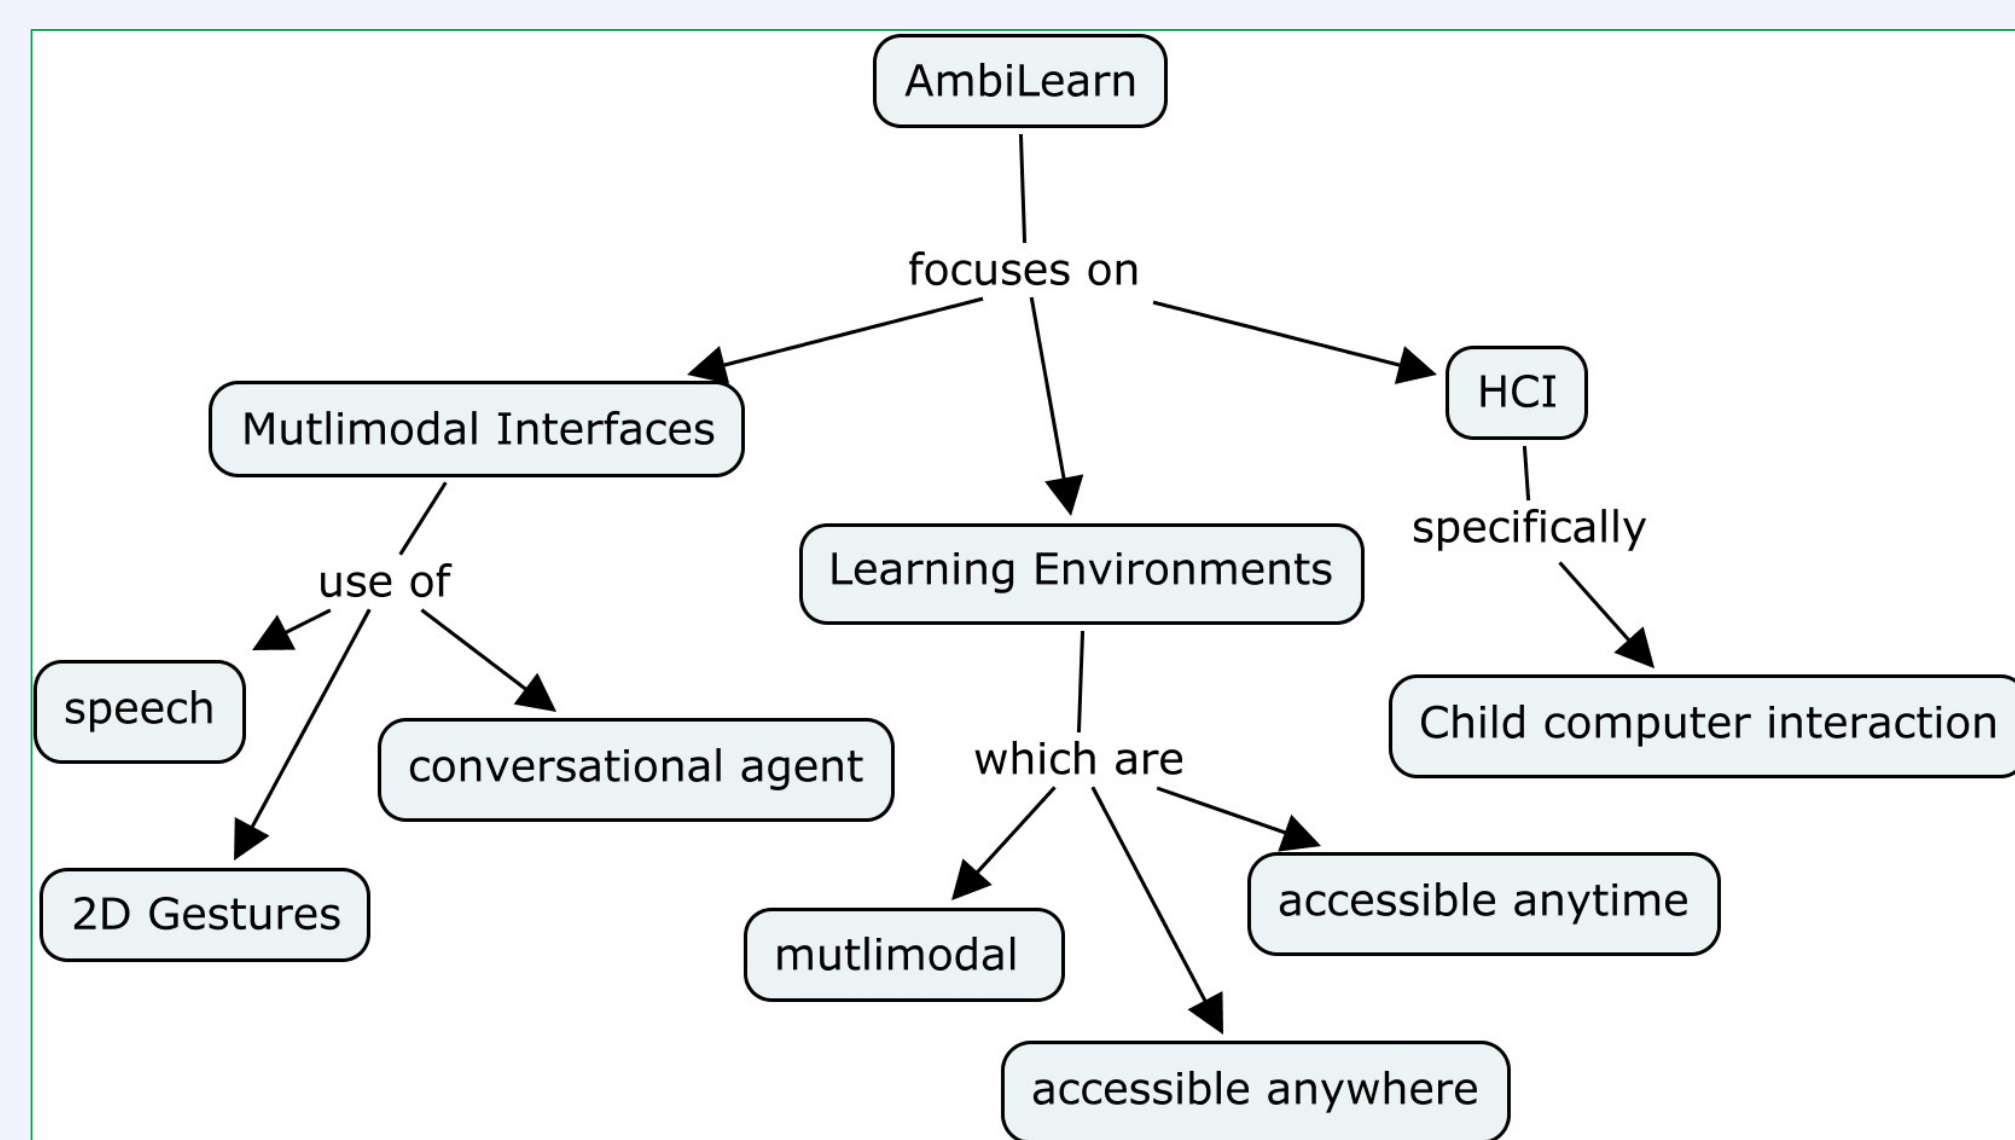 AmbiLearn
focuses on
Mutlimodal Interfaces
HCI
specifically
use of
Learning Environments
speech
conversational agent
Child computer interaction
which are
2D Gestures
mutlimodal
accessible anytime
accessible anywhere